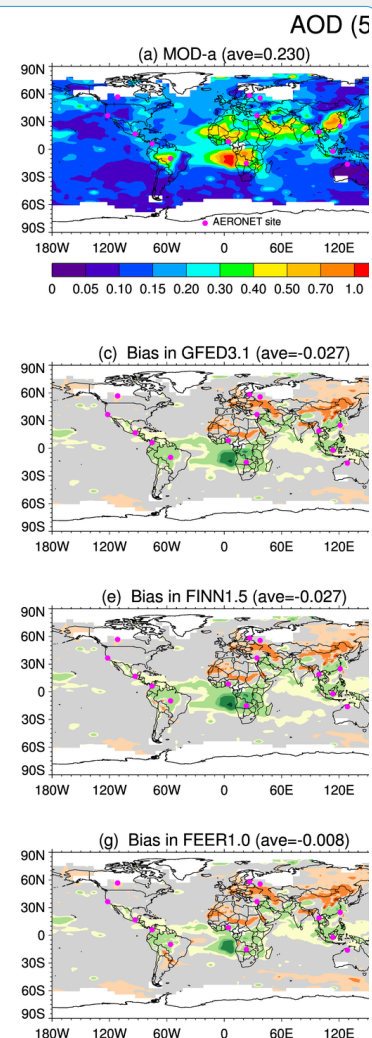 AOD (5
(a) MOD-a (ave=0.230)
90N
60N
30N
0
30S
60S
90S
AERONET site
180W 120W 60W 0 60E 120E
0 0.05 0.10 0.15 0.20 0.30 0.40 0.50 0.70 1.0
(c) Bias in GFED3.1 (ave=-0.027)
90N
60N
30N
0
30S
60S
90S
180W 120W 60W 0 60E 120E
(e) Bias in FINN1.5 (ave=-0.027)
90N
60N
30N
0
30S
60S
90S
180W 120W 60W 0 60E 120E
(g) Bias in FEER1.0 (ave=-0.008)
90N
60N
30N
0
30S
60S
90S
180W 120W 60W 0 60E 120E